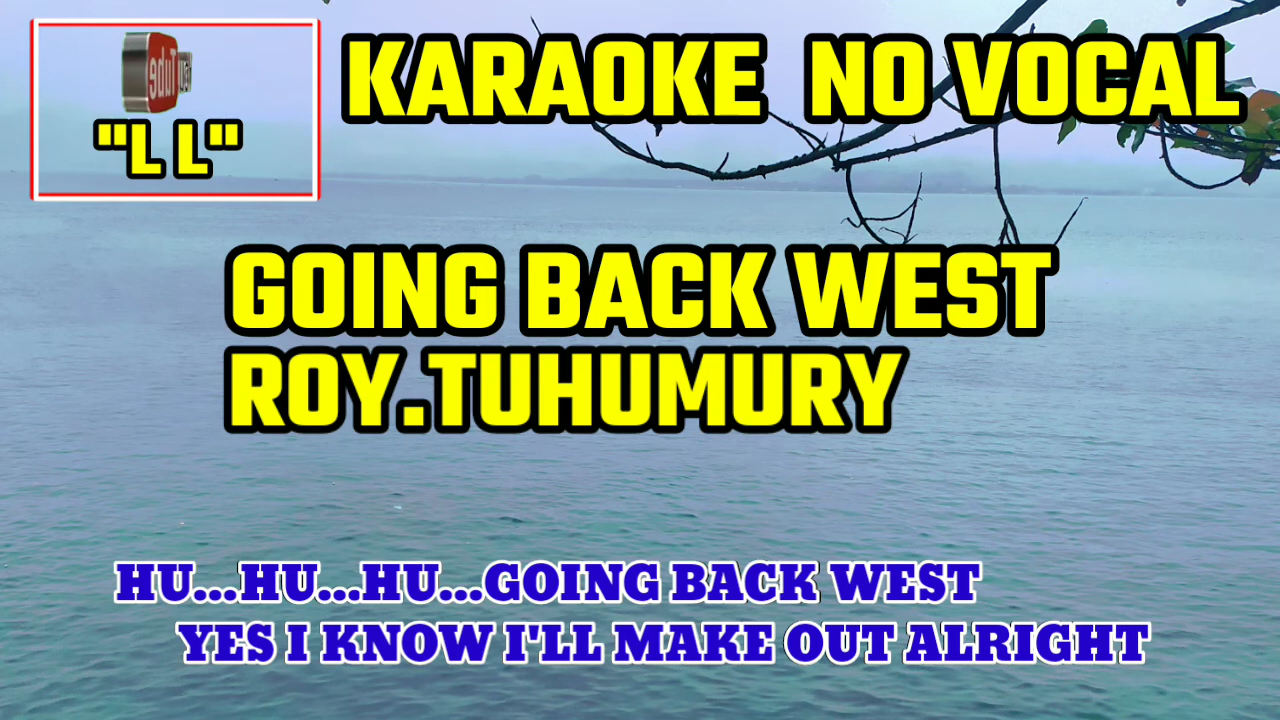 KARAOKE NO VOCAL
"L L"
GOING BACK WEST
ROY.TUHUMURY
HU...HU...HU...GOING BACK WEST
YES I KNOW I'LL MAKE OUT ALRIGHT